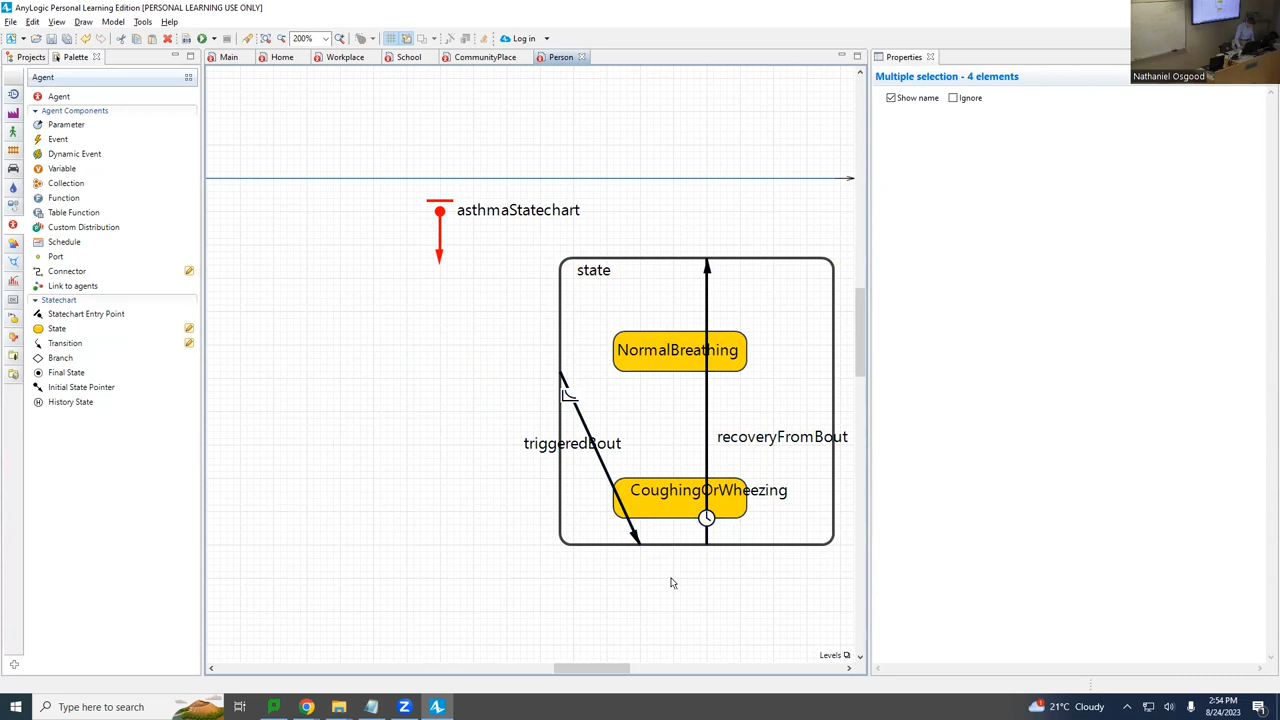 AnyLogic Personal Learning Edition [PERSONAL LEARNING USE ONLY]
File Edit View Draw Model Tools Help
200% Log in
Projects Palette
Main Home Workplace School CommunityPlace Person
Properties
Agent
Agent
Agent Components
Parameter
Event
Dynamic Event
Variable
Collection
Function
Table Function
Custom Distribution
Schedule
Port
Connector
Link to agents
Statechart
Statechart Entry Point
State
Transition
Branch
Final State
Initial State Pointer
History State
asthmaStatechart
state
NormalBreathing
triggeredBout
recoveryFromBout
CoughingOrWheezing
Levels
Multiple selection - 4 elements
Show name Ignore
Nathaniel Osgood
Type here to search
21°C Cloudy
2:54 PM
8/24/2023